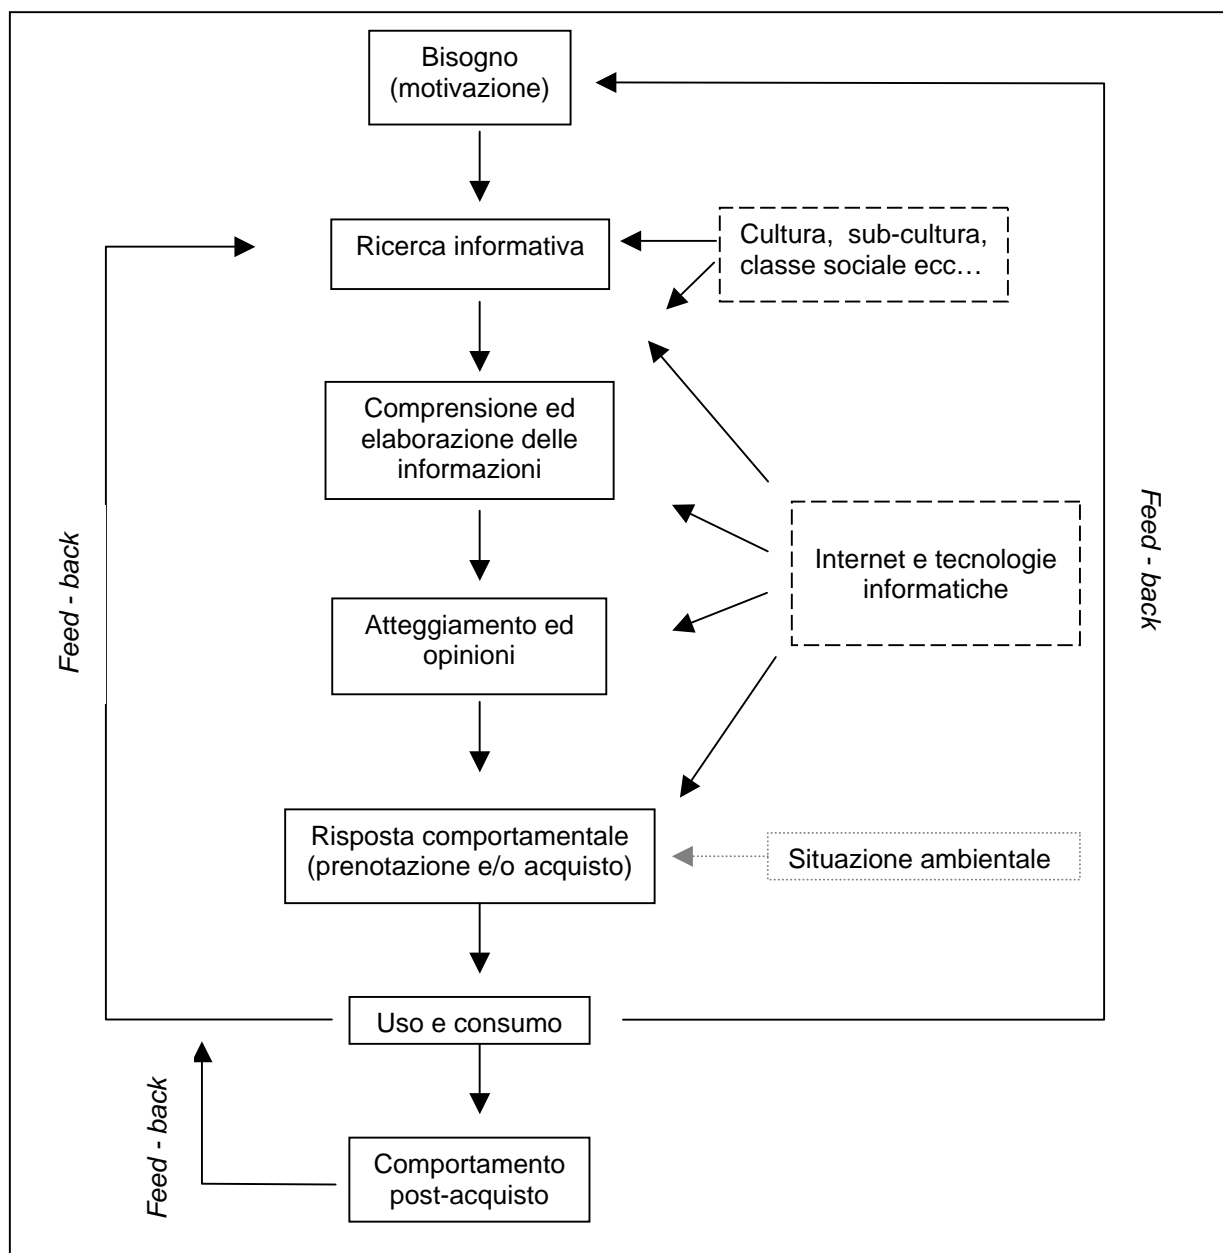 Bisogno
(motivazione)
Ricerca informativa
Cultura, sub-cultura,
classe sociale ecc…
Comprensione ed
elaborazione delle
informazioni
Internet e tecnologie
informatiche
Feed - back
Feed - back
Atteggiamento ed
opinioni
Risposta comportamentale
(prenotazione e/o acquisto)
Situazione ambientale
Uso e consumo
Feed - back
Comportamento
post-acquisto